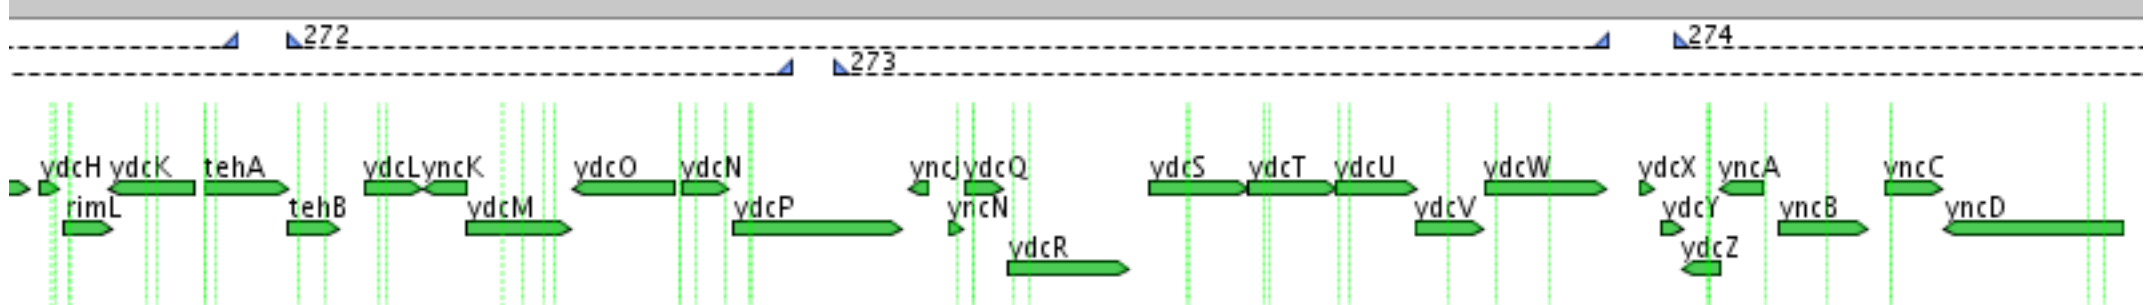 272 274
273
ydcH ydcK tehA ydcL yncK ydcO ydcN yncJ ydcQ ydcS ydcT ydcU ydcW ydcX yncA yncC
rimL tehB ydcM ydcP yncN ydcV ydcY yncB yncD
ydcR ydcZ